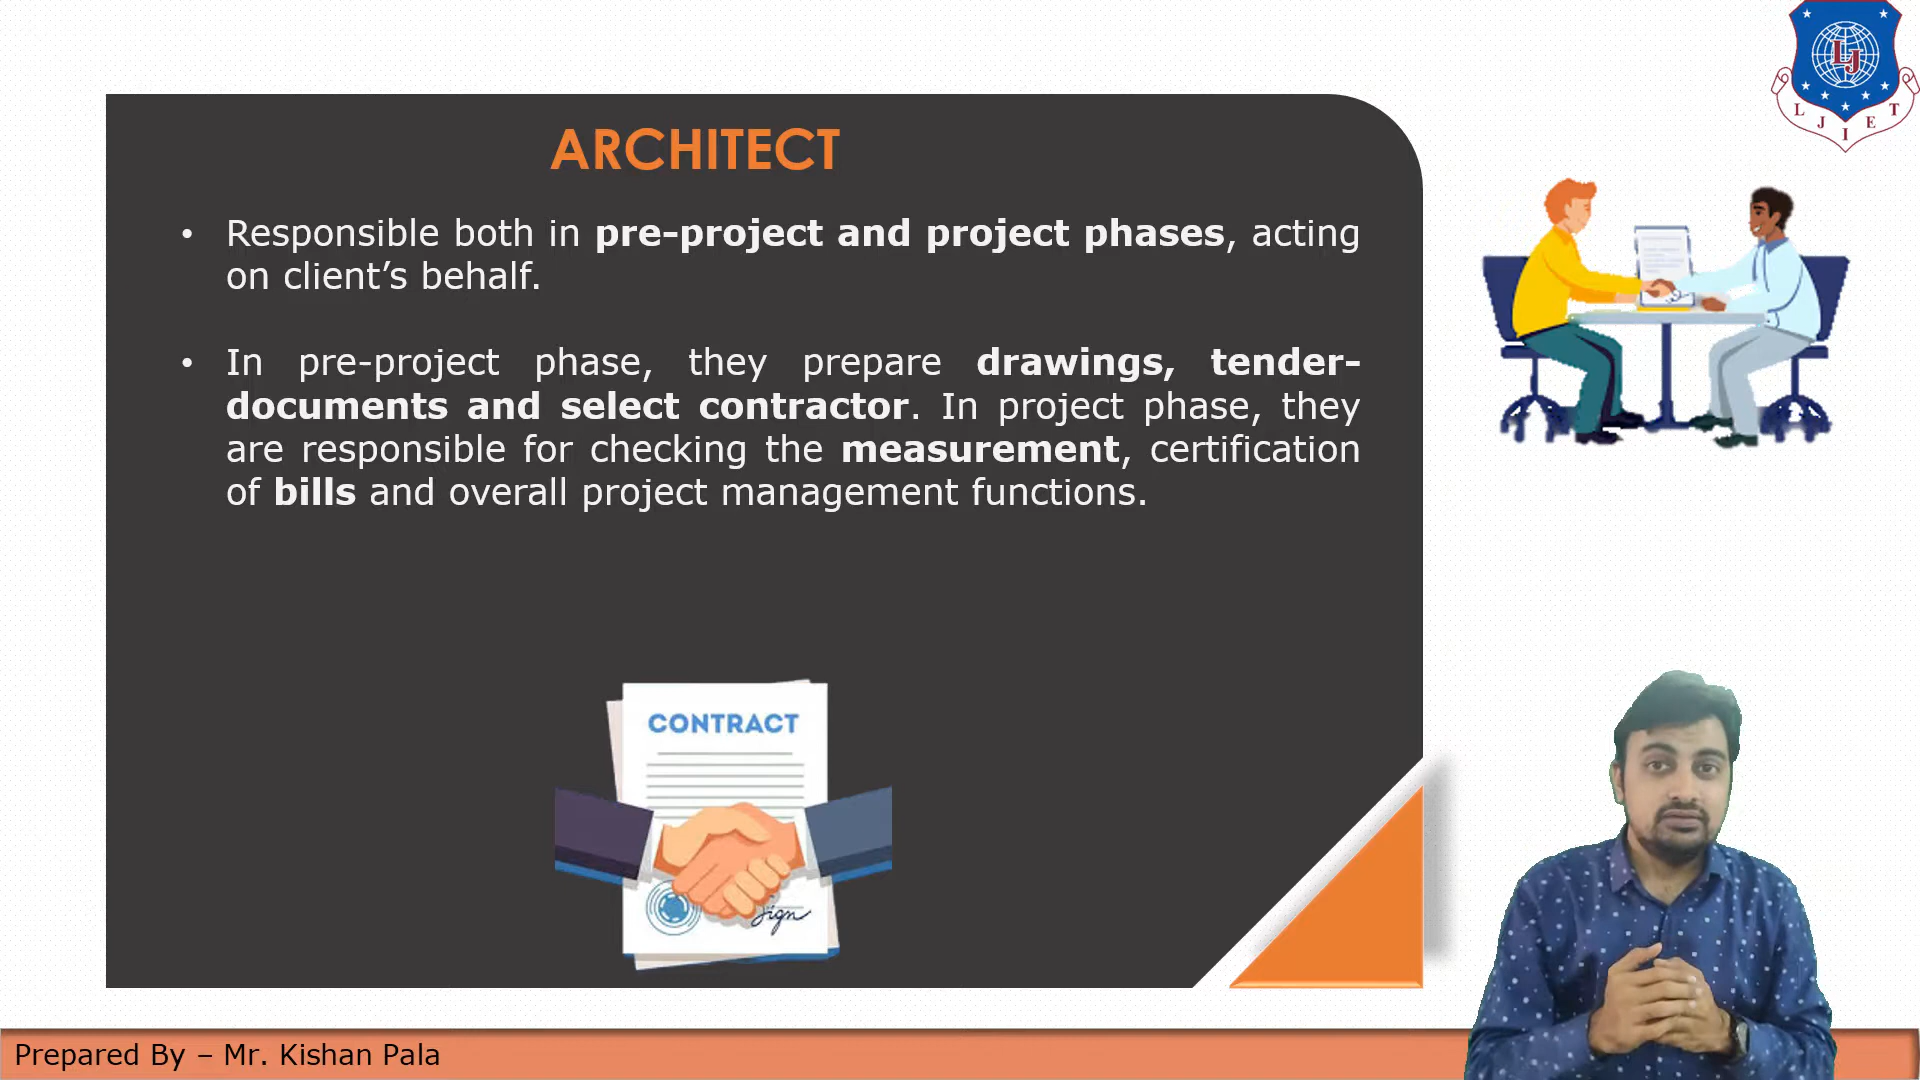 L J I E T
LJ
ARCHITECT
• Responsible both in pre-project and project phases, acting
on client’s behalf.
• In pre-project phase, they prepare drawings, tender-
documents and select contractor. In project phase, they
are responsible for checking the measurement, certification
of bills and overall project management functions.
CONTRACT
Sign
Prepared By – Mr. Kishan Pala